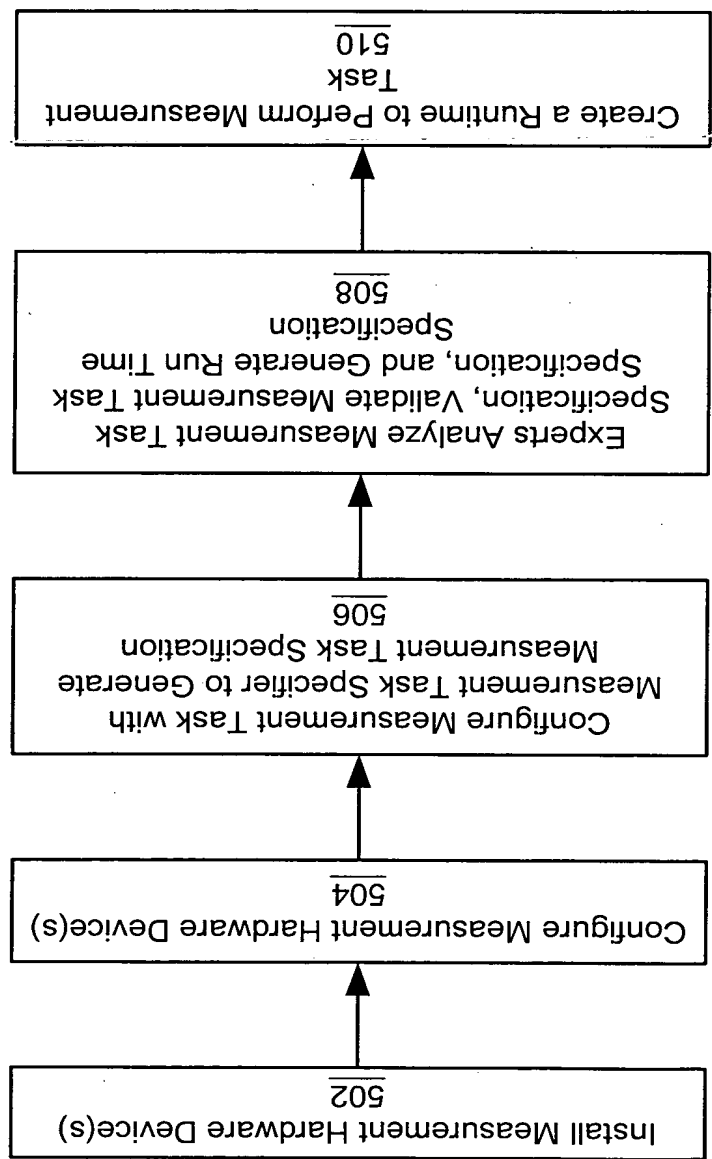 Install Measurement Hardware Device(s)
502
Configure Measurement Hardware Device(s)
504
Configure Measurement Task with
Measurement Task Specifier to Generate
Measurement Task Specification
506
Experts Analyze Measurement Task
Specification, Validate Measurement Task
Specification, and Generate Run Time
Specification
508
Create a Runtime to Perform Measurement
Task
510